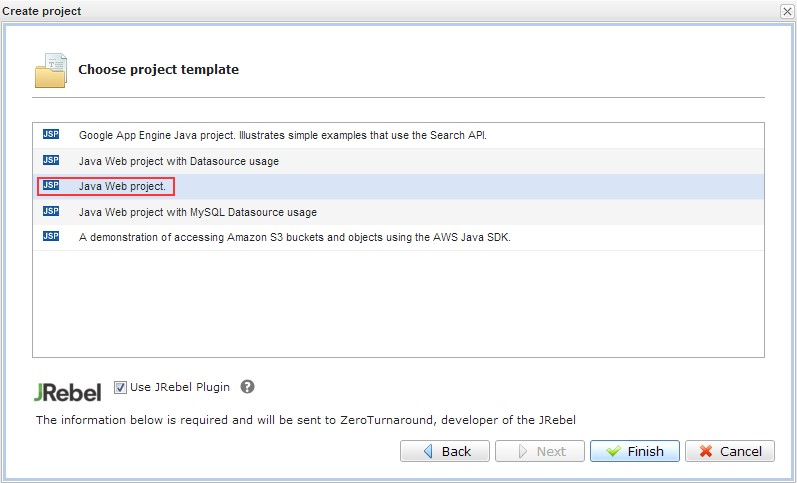 Create project
Choose project template
JSP Google App Engine Java project. Illustrates simple examples that use the Search API.
JSP Java Web project with Datasource usage
JSP Java Web project.
JSP Java Web project with MySQL Datasource usage
JSP A demonstration of accessing Amazon S3 buckets and objects using the AWS Java SDK.
JRebel Use JRebel Plugin ?
The information below is required and will be sent to ZeroTurnaround, developer of the JRebel
Back Next Finish Cancel